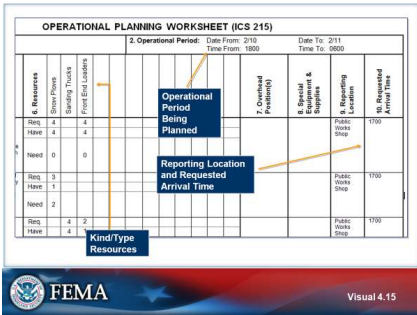 OPERATIONAL PLANNING WORKSHEET (ICS 215)
2. Operational Period: Date From: 2/10 Date To: 2/11
Time From: 1800 Time To: 0600
6. Resources
Snow Plows
Sanding Trucks
Front End Loaders
7. Overhead Position(s)
8. Special Equipment & Supplies
9. Reporting Location
10. Requested Arrival Time
Operational
Period
Being
Planned
Req. 4 4 Public Works Shop 1700
Have 4 4
Need 0 0
Reporting Location
and Requested
Arrival Time
Req. 3 Public Works Shop 1700
Have 1
Need 2
Req. 4 2 Public Works Shop 1700
Have 4
Kind/Type
Resources
FEMA
Visual 4.15